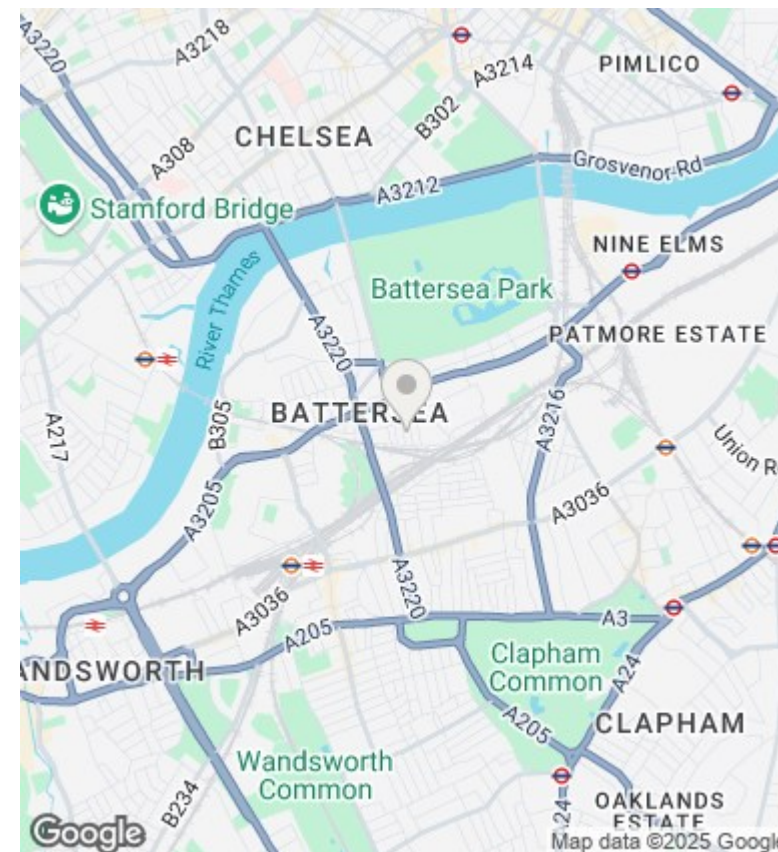 A3220
A3218
A3214
PIMLICO
B302
CHELSEA
A308
Grosvenor Rd
A3212
Stamford Bridge
NINE ELMS
River Thames
Battersea Park
A3220
PATMORE ESTATE
BATTERSEA
A3216
B305
A217
Union R
A3205
A3036
A3220
A3036
A205
A3
Clapham
Common
A24
ANDSWORTH
A205
CLAPHAM
Wandsworth
Common
B234
A24
OAKLANDS
ESTATE
Google
Map data ©2025 Google